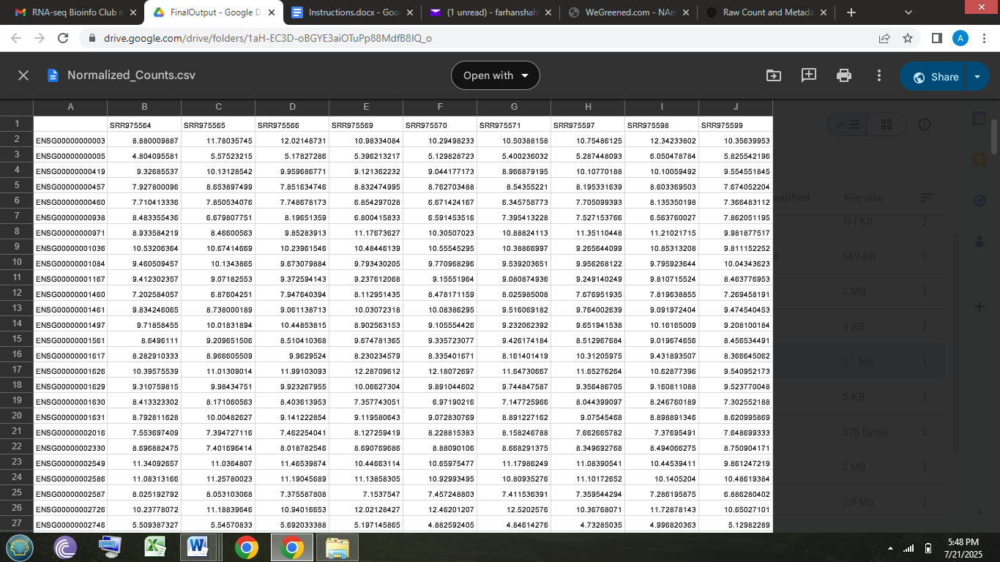 RNA-seq Bioinfo Club n
FinalOutput - Google D
Instructions.docx - Goo
(1 unread) - farhanshah
WeGreened.com - NAr
Raw Count and Metada
drive.google.com/drive/folders/1aH-EC3D-oBGYE3aiOTuPp88MdfB8IQ_o
A
Normalized_Counts.csv
Open with
Share
A B C D E F G H I J
1 SRR975564 SRR975565 SRR975566 SRR975569 SRR975570 SRR975571 SRR975597 SRR975598 SRR975599
2 ENSG00000000003 8.880009887 11.78035745 12.02148731 10.98334084 10.29498233 10.50388158 10.75486125 12.34233802 10.35639953
3 ENSG00000000005 4.804095581 5.57523215 5.17827286 5.396213217 5.129828723 5.400236032 5.287448093 6.050478784 5.825542196
4 ENSG00000000419 9.32685537 10.13128542 9.959686771 9.121362232 9.044177173 8.966879195 10.10770188 10.10059492 9.554551845
5 ENSG00000000457 7.927800096 8.653897499 7.851634746 8.832474995 8.762703488 8.54355221 8.195331639 8.603369503 7.674052204
6 ENSG00000000460 7.710413336 7.850534076 7.748678173 6.854297028 6.671424167 6.345758773 7.705099393 8.135350198 7.366483112
7 ENSG00000000938 8.483355436 6.679807751 8.19651359 6.800415833 6.591453516 7.395413228 7.527153766 6.563760027 7.862051195
8 ENSG00000000971 8.933584219 8.46600563 9.85283913 11.17673627 10.30507023 10.88824113 11.35110448 11.21021715 9.981877517
9 ENSG00000001036 10.53206364 10.67414669 10.23961546 10.48446139 10.55545295 10.38866997 9.265644099 10.85313208 9.811152252
10 ENSG00000001084 9.460509457 10.1343865 9.673079884 9.793430205 9.770968296 9.539203651 9.956268122 9.795923644 10.04343623
11 ENSG00000001167 9.412302357 9.07182553 9.372594143 9.237612068 9.15551964 9.080874936 9.249140249 9.810715524 8.463776953
12 ENSG00000001460 7.202584057 6.87604251 7.947640394 8.112951435 8.478171159 8.025985008 7.676951935 7.819638855 7.269458191
13 ENSG00000001461 9.834246065 8.738000189 9.061138713 10.03072318 10.08386295 9.516069182 9.764002639 9.091972404 9.474540453
14 ENSG00000001497 9.71858455 10.01831894 10.44853815 8.902563153 9.105554426 9.232062392 9.651941538 10.16165009 9.208100184
15 ENSG00000001561 8.6496111 9.209651506 8.510410368 9.674781365 9.335723077 9.426174184 8.512967684 9.019674656 8.456534491
16 ENSG00000001617 8.282910333 8.966605509 9.9629524 8.230234579 8.335401671 8.161401419 10.31205975 9.431893507 8.366645062
17 ENSG00000001626 10.39575539 11.01309014 11.99103093 12.28709612 12.18072697 11.64730667 11.65276264 10.62877396 9.540952173
18 ENSG00000001629 9.310759815 9.98434751 9.923267955 10.06627304 9.891044602 9.744847587 9.356486705 9.160811088 9.523770048
19 ENSG00000001630 8.413323302 8.171060563 8.403613953 7.357743051 6.97190216 7.147725966 8.044399097 8.246760189 7.302552188
20 ENSG00000001631 8.792811628 10.00482627 9.141222854 9.119580643 9.072830769 8.891227162 9.07545468 8.898891346 8.620995869
21 ENSG00000002016 7.553697409 7.394727116 7.462254041 8.127259419 8.228815383 8.158246788 7.662665782 7.37695491 7.648699333
22 ENSG00000002330 8.696882475 7.401696414 8.018782546 8.690769686 8.88090106 8.668291375 8.349692768 8.494066275 8.750904171
23 ENSG00000002549 11.34092657 11.0364807 11.46539874 10.44663114 10.65975477 11.17986249 11.08390541 10.44539411 9.861247219
24 ENSG00000002586 11.08313166 11.25780023 11.19045689 11.13858305 10.92993495 10.80935276 11.10172652 10.1405204 10.48619384
25 ENSG00000002587 8.025192792 8.053103068 7.375587808 7.1537547 7.457248803 7.411536391 7.359544294 7.286195875 6.886280402
26 ENSG00000002726 10.23778072 11.18839646 10.94016653 12.02128427 12.46201207 12.5202576 10.36768071 11.72878143 10.65027101
27 ENSG00000002746 5.509387327 5.54570833 5.692033388 5.197145865 4.882592405 4.84614276 4.73285035 4.996820363 5.12982289
odified File size
151 KB
669 KB
2 MB
3 KB
3.1 MB
5 KB
575 bytes
2 MB
2.9 MB
5:48 PM
7/21/2025